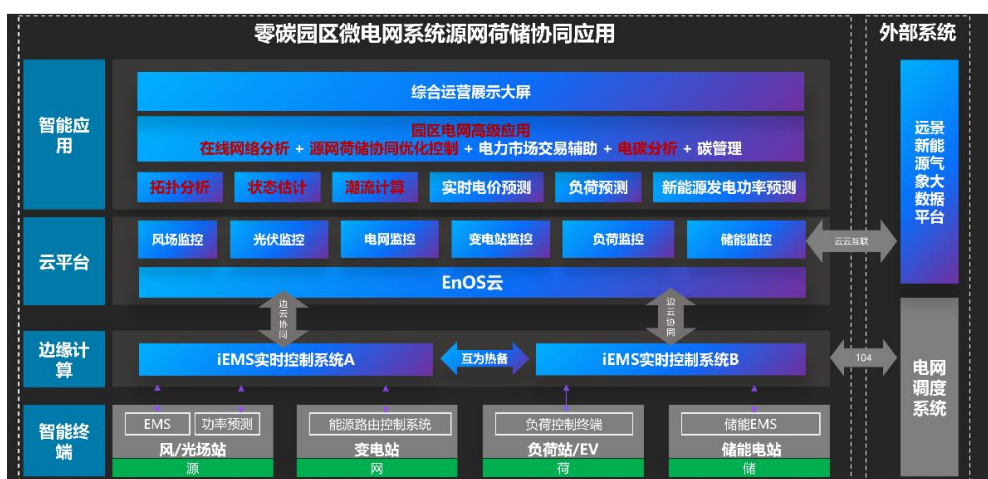 零碳园区微电网系统源网荷储协同应用
外部系统
智能应用
综合运营展示大屏
园区电网高级应用
在线网络分析 + 源网荷储协同优化控制 + 电力市场交易辅助 + 电碳分析 + 碳管理
拓扑分析
状态估计
潮流计算
实时电价预测
负荷预测
新能源发电功率预测
远景新能源气象大数据平台
云平台
风场监控
光伏监控
电网监控
变电站监控
负荷监控
储能监控
云云互联
EnOS云
边云协同
边云协同
边缘计算
iEMS实时控制系统A
互为热备
iEMS实时控制系统B
104
电网调度系统
智能终端
EMS
功率预测
风/光场站
源
能源路由控制系统
变电站
网
负荷控制终端
负荷站/EV
荷
储能EMS
储能电站
储